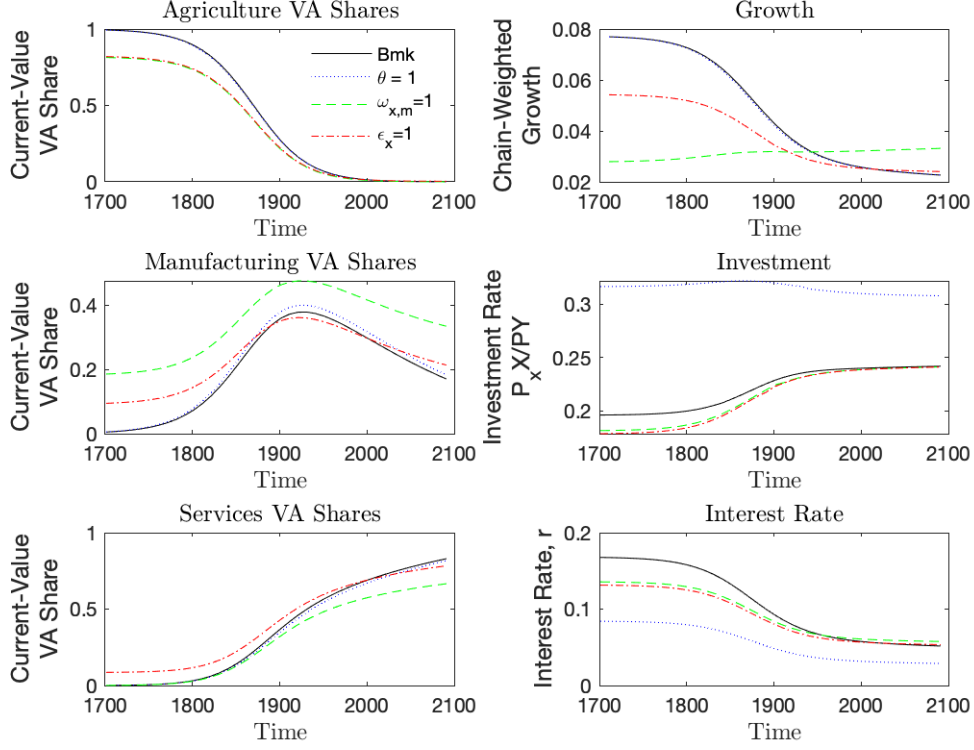 Agriculture VA Shares
Current-Value
VA Share
1
0.5
0
Bmk
θ = 1
ω_{x,m}=1
ϵ_x=1
1700 1800 1900 2000 2100
Time
Growth
Chain-Weighted
Growth
0.08
0.06
0.04
0.02
1700 1800 1900 2000 2100
Time
Manufacturing VA Shares
Current-Value
VA Share
0.4
0.2
0
1700 1800 1900 2000 2100
Time
Investment
Investment Rate
P_xX/PY
0.3
0.25
0.2
1700 1800 1900 2000 2100
Time
Services VA Shares
Current-Value
VA Share
1
0.5
0
1700 1800 1900 2000 2100
Time
Interest Rate
Interest Rate, r
0.2
0.1
0
1700 1800 1900 2000 2100
Time